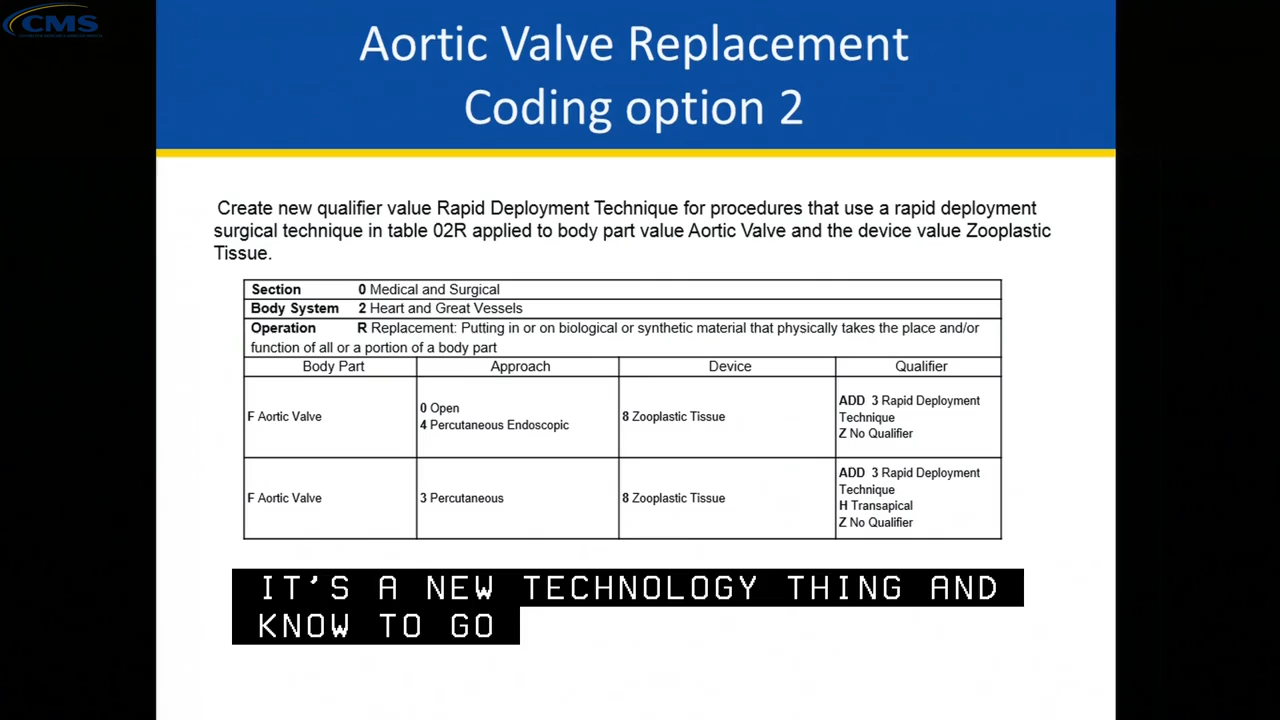 CMS
Aortic Valve Replacement
Coding option 2
Create new qualifier value Rapid Deployment Technique for procedures that use a rapid deployment
surgical technique in table 02R applied to body part value Aortic Valve and the device value Zooplastic
Tissue.
Section 0 Medical and Surgical
Body System 2 Heart and Great Vessels
Operation R Replacement: Putting in or on biological or synthetic material that physically takes the place and/or
function of all or a portion of a body part
Body Part Approach Device Qualifier
F Aortic Valve
0 Open
4 Percutaneous Endoscopic
8 Zooplastic Tissue
ADD 3 Rapid Deployment
Technique
Z No Qualifier
F Aortic Valve
3 Percutaneous
8 Zooplastic Tissue
ADD 3 Rapid Deployment
Technique
H Transapical
Z No Qualifier
IT'S A NEW TECHNOLOGY THING AND
KNOW TO GO